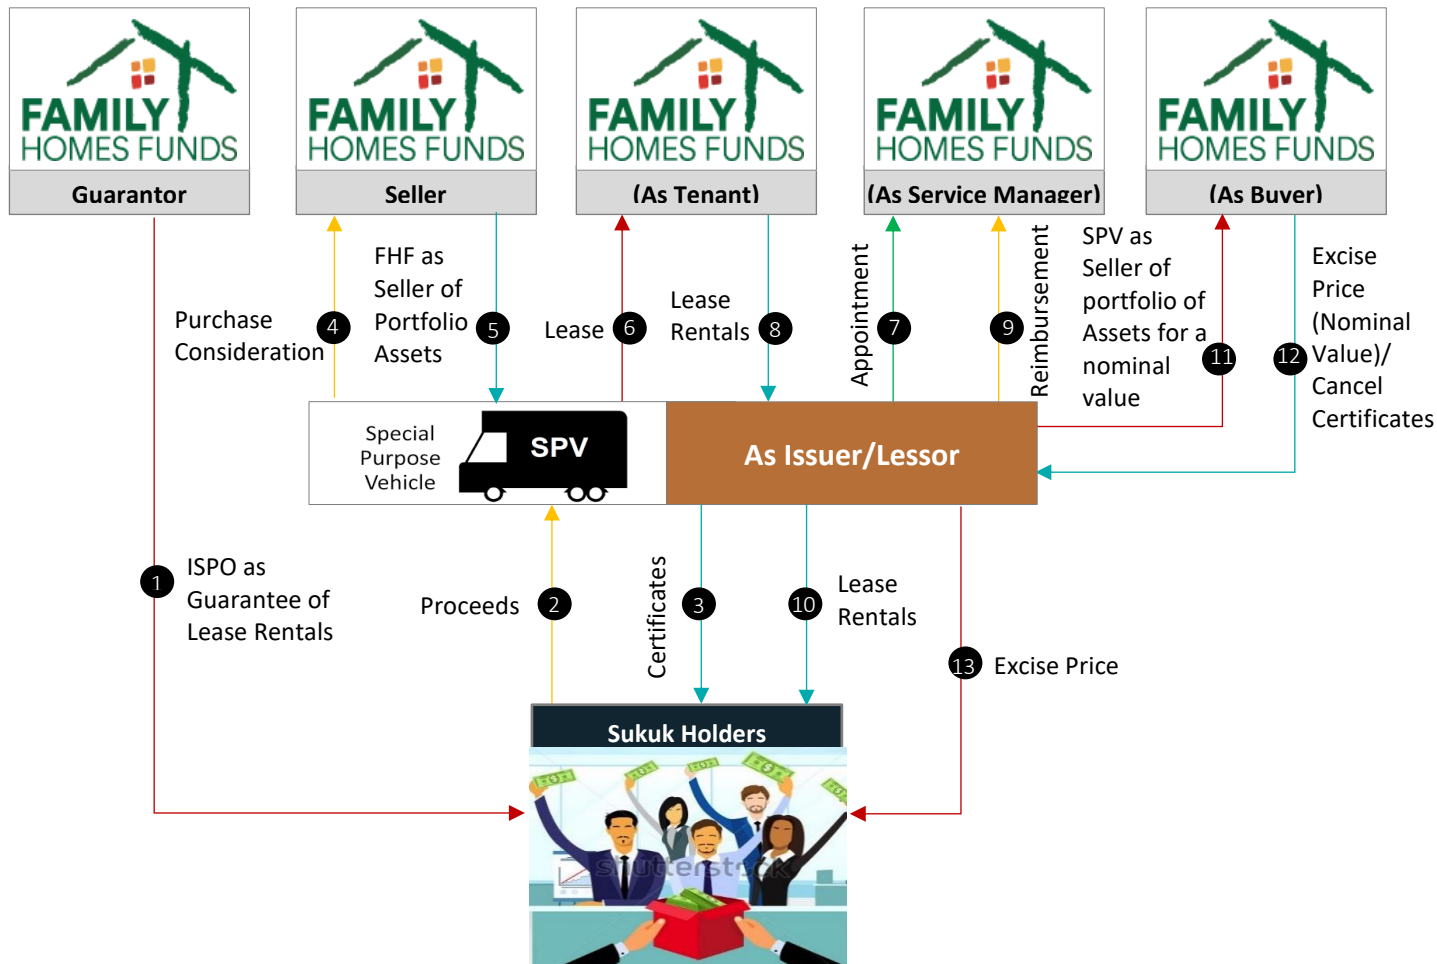 FAMILY
HOMES FUNDS
Guarantor
FAMILY
HOMES FUNDS
Seller
FAMILY
HOMES FUNDS
(As Tenant)
FAMILY
HOMES FUNDS
(As Service Manager)
FAMILY
HOMES FUNDS
(As Buyer)
Purchase
Consideration
4
FHF as
Seller of
Portfolio
Assets
5
Lease
6
Lease
Rentals
8
Appointment
7
9
Reimbursement
SPV as
Seller of
portfolio of
Assets for a
nominal
value
11
12
Excise
Price
(Nominal
Value)/
Cancel
Certificates
Special
Purpose
Vehicle
SPV
As Issuer/Lessor
1
ISPO as
Guarantee of
Lease Rentals
Proceeds
2
Certificates
3
10
Lease
Rentals
13
Excise Price
Sukuk Holders
shutterstock